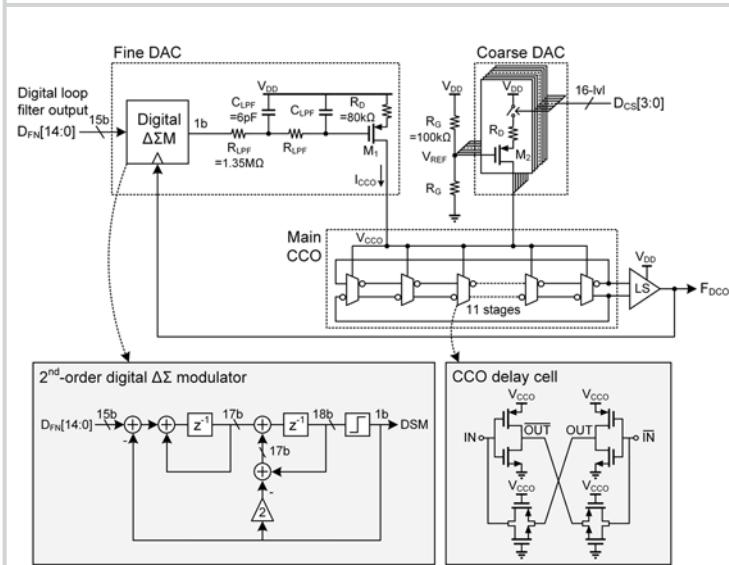 Fine DAC
Coarse DAC
Digital loop
filter output
D_FN[14:0]
15b
Digital
ΔΣM
1b
R_LPF
=1.35MΩ
C_LPF
=6pF
R_LPF
C_LPF
V_DD
R_D
=80kΩ
M_1
I_CCO
V_DD
R_G
=100kΩ
V_REF
R_G
V_DD
R_D
M_2
16-lvl
D_CS[3:0]
Main
CCO
V_CCO
11 stages
V_DD
LS
F_DCO
2nd-order digital ΔΣ modulator
D_FN[14:0]
15b
-
z-1
17b
z-1
18b
1b
DSM
17b
-
2
CCO delay cell
V_CCO
V_CCO
IN
OUT
OUT
IN
V_CCO
V_CCO